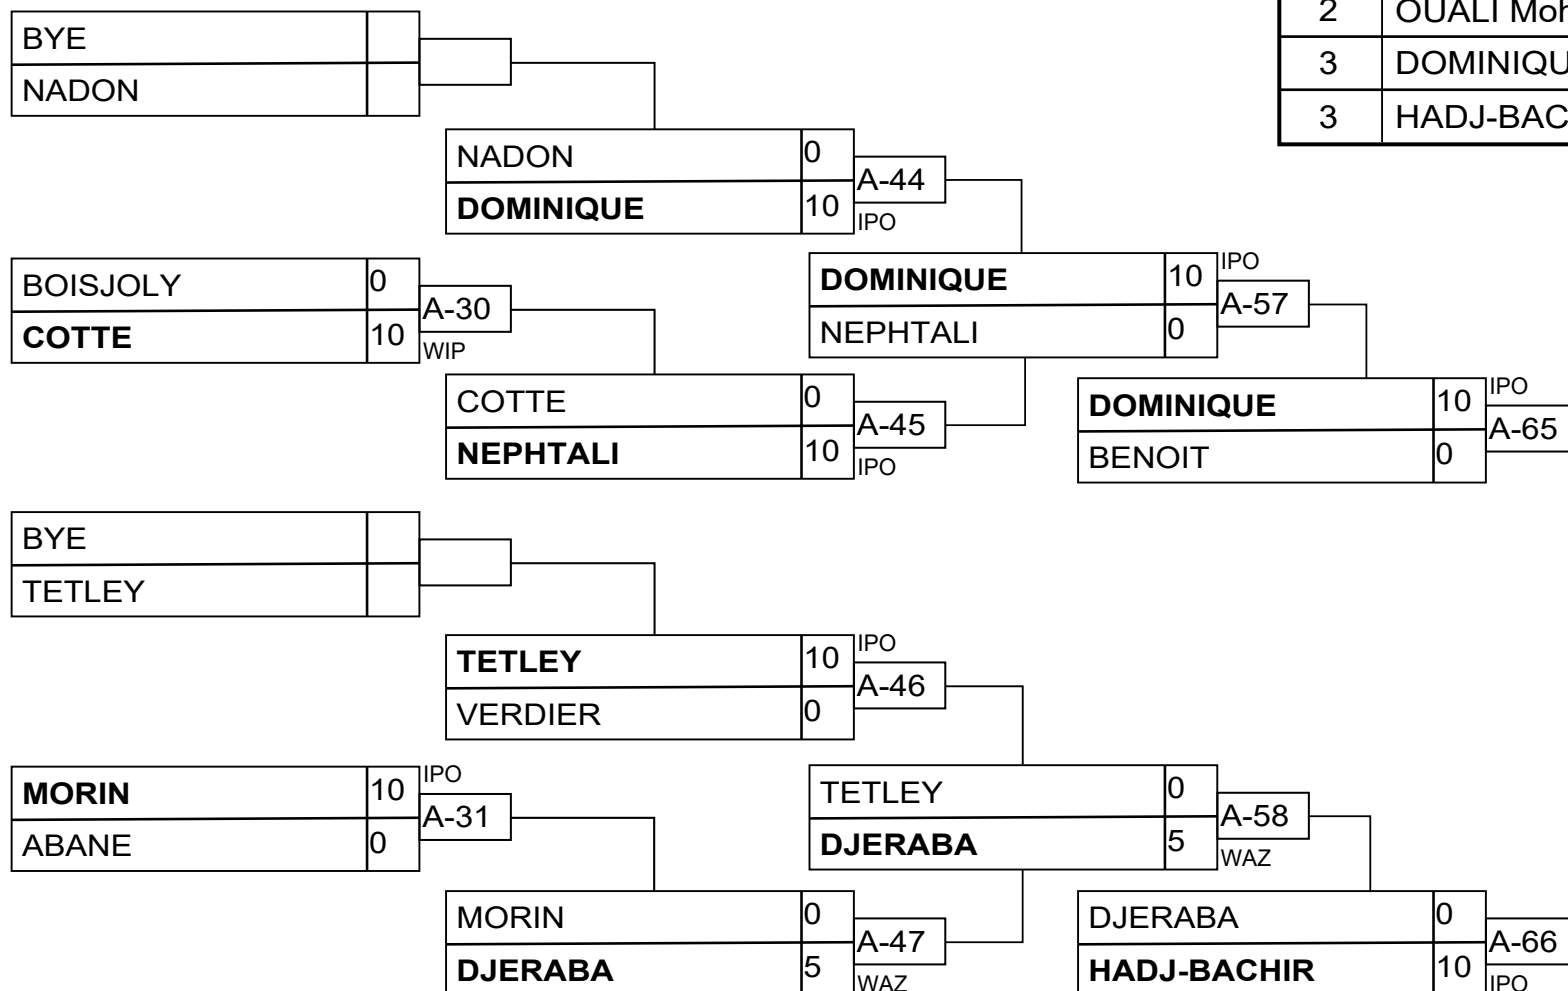 2 OUALI
3
3
BYE
NADON
NADON 0
DOMINIQUE 10
A-44
IPO
BOISJOLY 0
COTTE 10
A-30
WIP
DOMINIQUE 10
NEPHTALI 0
IPO
A-57
COTTE 0
NEPHTALI 10
A-45
IPO
DOMINIQUE 10
BENOIT 0
IPO
A-65
BYE
TETLEY
TETLEY 10
VERDIER 0
IPO
A-46
MORIN 10
ABANE 0
IPO
A-31
TETLEY 0
DJERABA 5
A-58
WAZ
MORIN 0
DJERABA 5
A-47
WAZ
DJERABA 0
HADJ-BACHIR 10
A-66
IPO